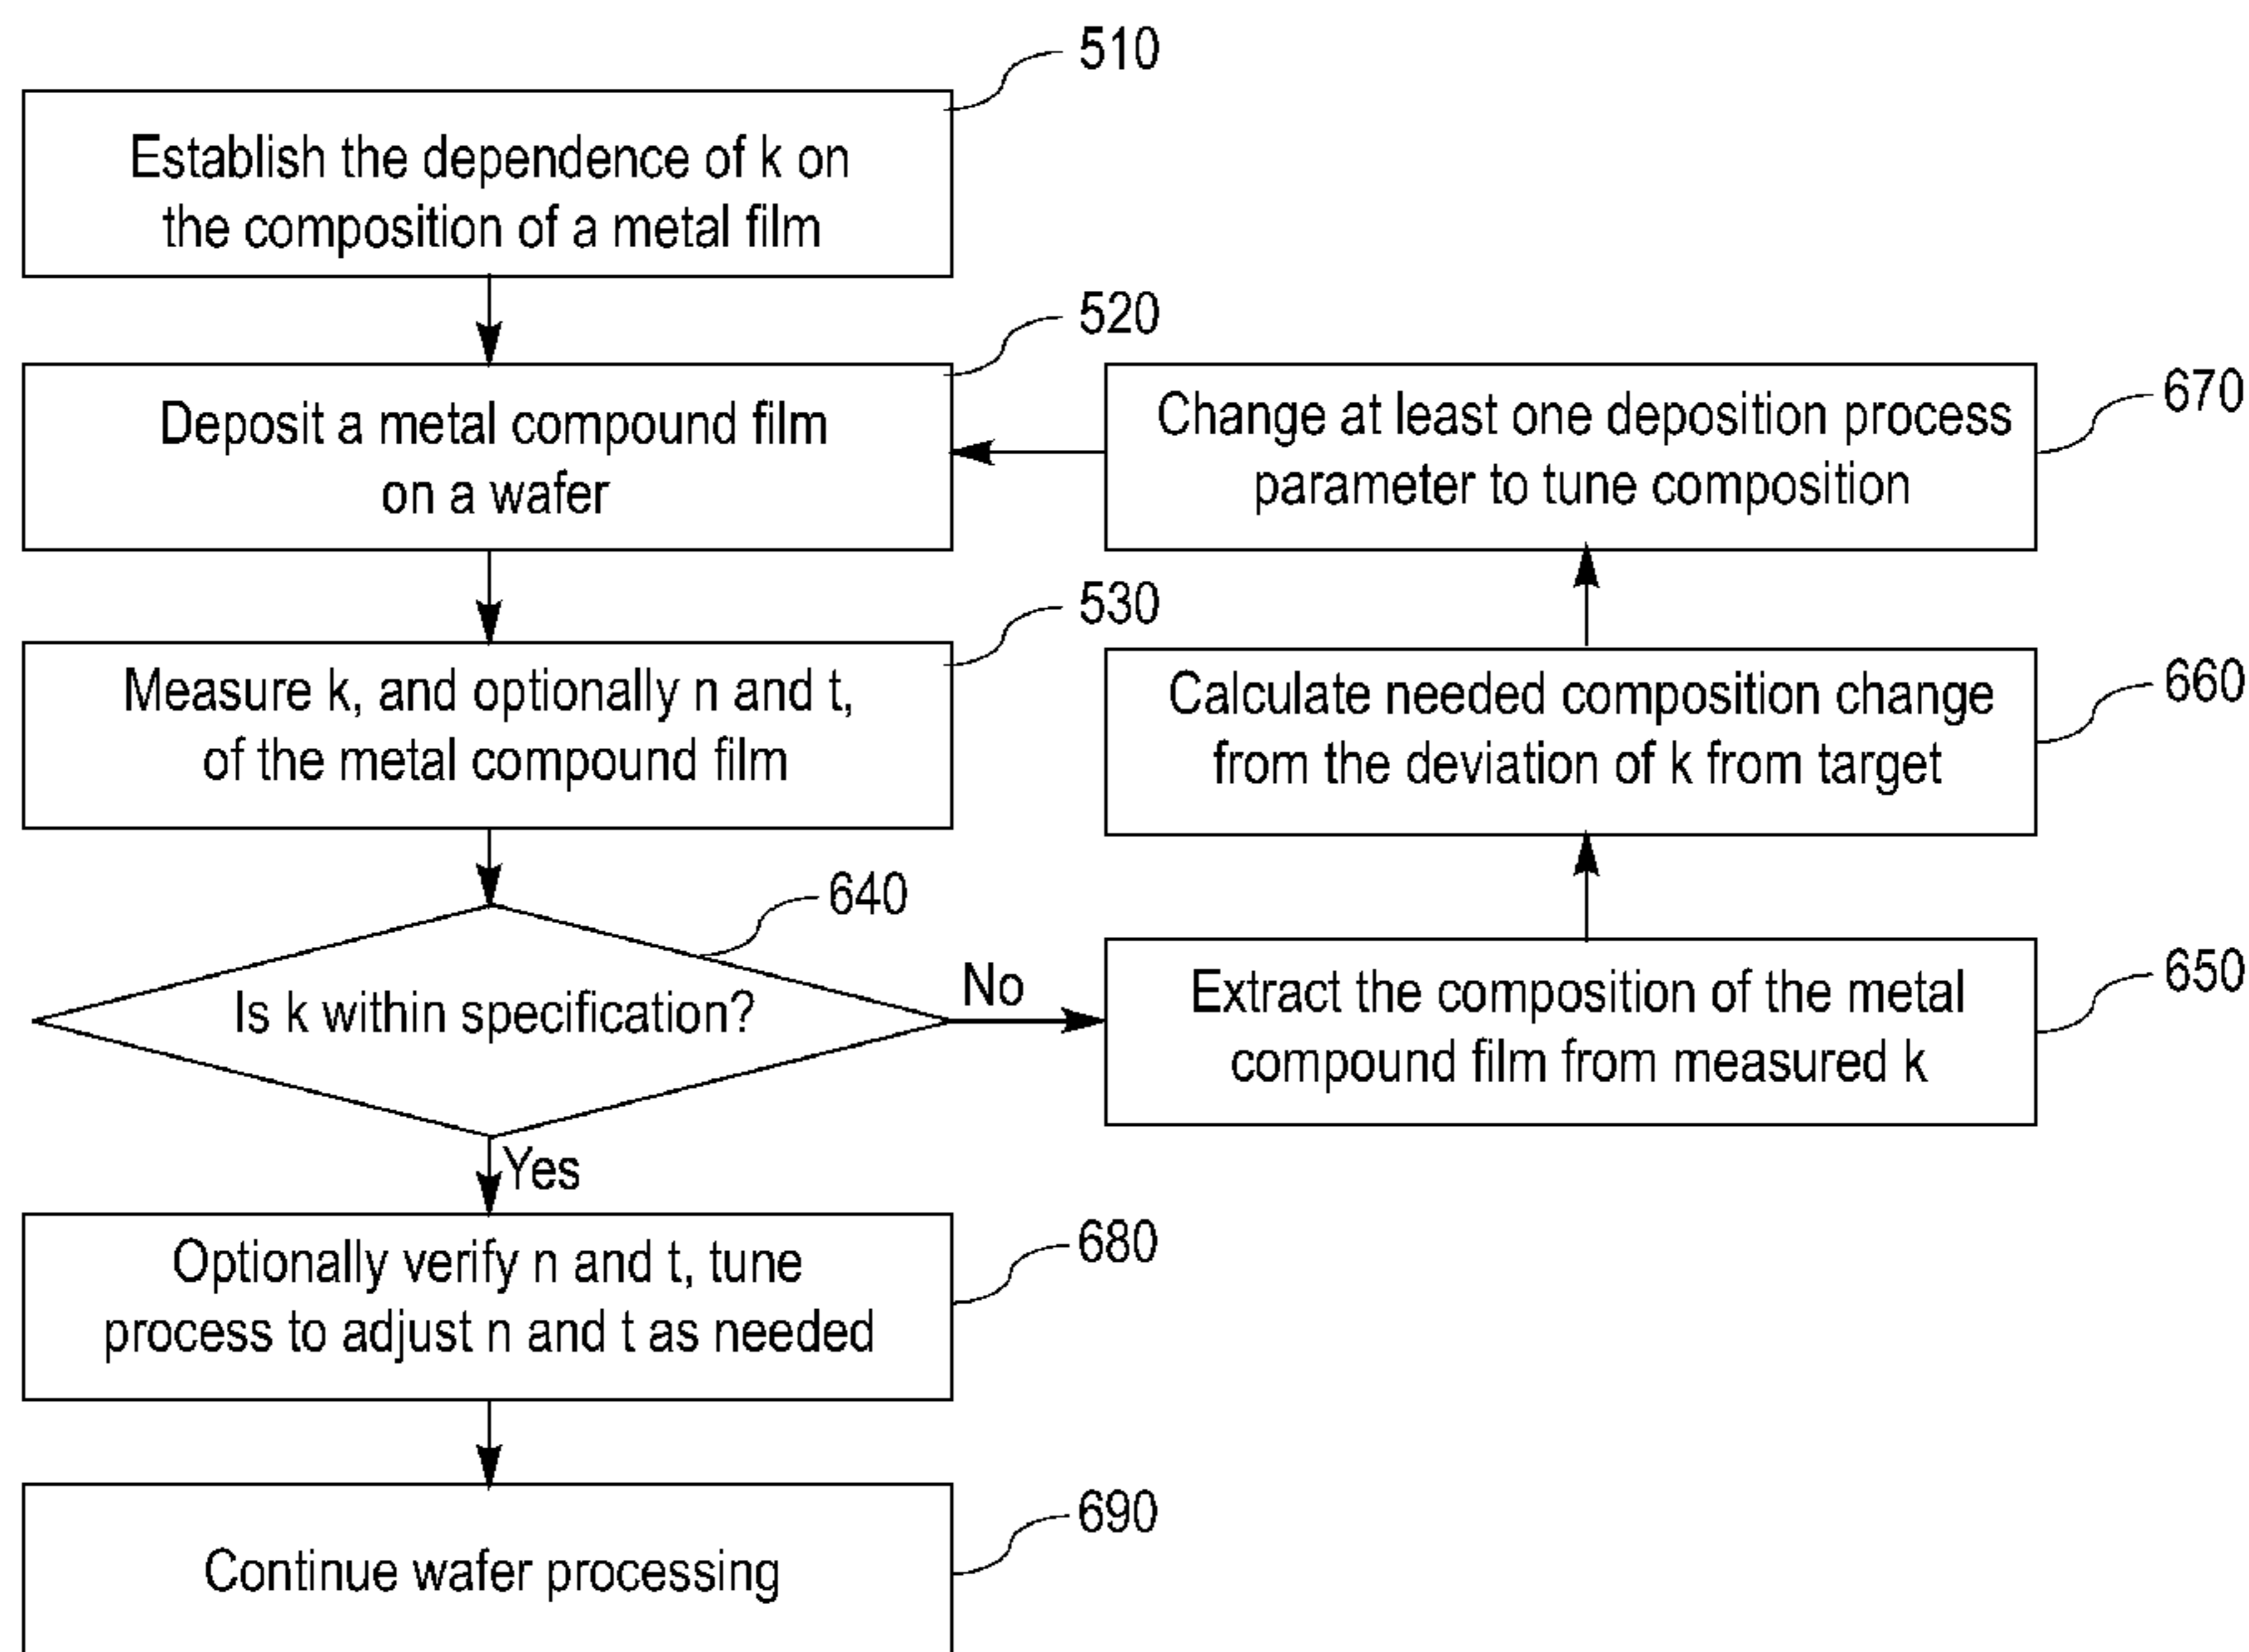 510
Establish the dependence of k on
the composition of a metal film
520
Deposit a metal compound film
on a wafer
670
Change at least one deposition process
parameter to tune composition
530
Measure k, and optionally n and t,
of the metal compound film
660
Calculate needed composition change
from the deviation of k from target
640
Is k within specification?
No
650
Extract the composition of the metal
compound film from measured k
Yes
680
Optionally verify n and t, tune
process to adjust n and t as needed
690
Continue wafer processing